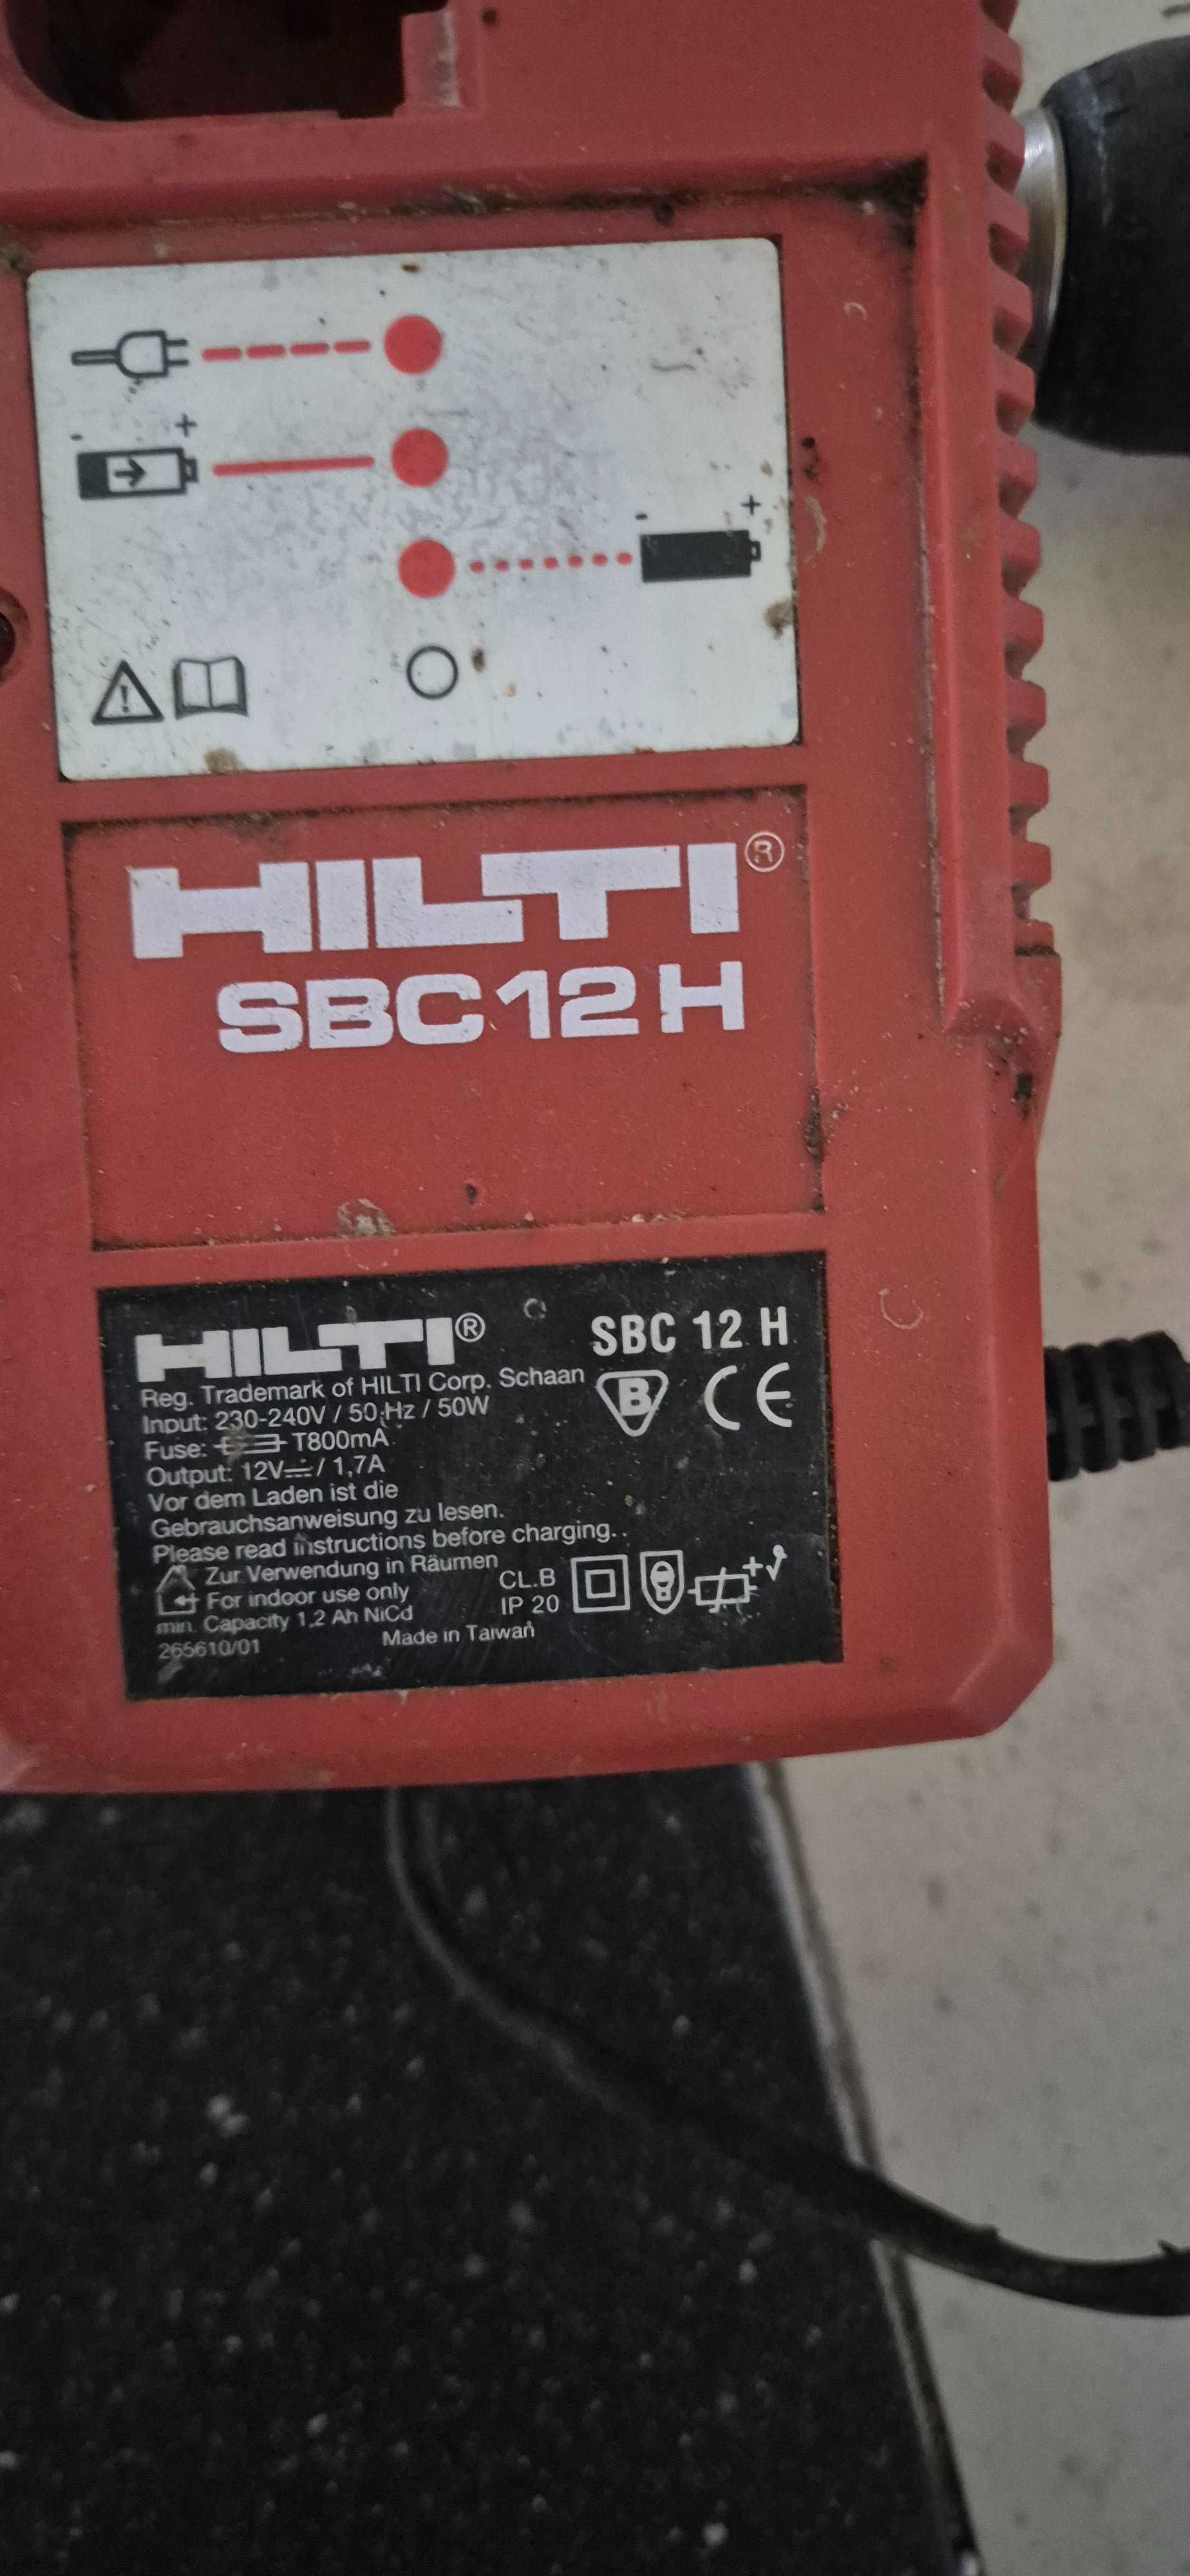 - +
- +
HILTI®
SBC12H
HILTI® SBC 12 H
Reg. Trademark of HILTI Corp. Schaan
Input: 230-240V / 50 Hz / 50W
B CE
Fuse: T800mA
Output: 12V⎓/ 1,7A
Vor dem Laden ist die
Gebrauchsanweisung zu lesen.
Please read instructions before charging.
Zur Verwendung in Räumen
For indoor use only
CL.B
IP 20
min. Capacity 1,2 Ah NiCd
265610/01 Made in Taiwan